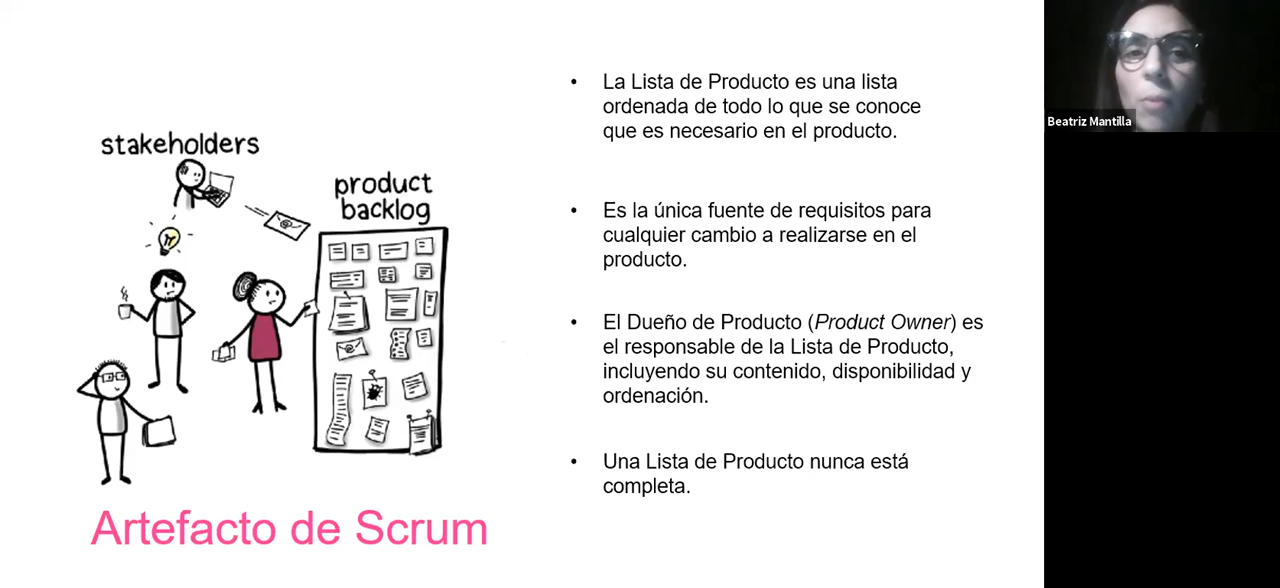 stakeholders
product
backlog
Artefacto de Scrum
• La Lista de Producto es una lista
ordenada de todo lo que se conoce
que es necesario en el producto.
• Es la única fuente de requisitos para
cualquier cambio a realizarse en el
producto.
• El Dueño de Producto (Product Owner) es
el responsable de la Lista de Producto,
incluyendo su contenido, disponibilidad y
ordenación.
• Una Lista de Producto nunca está
completa.
Beatriz Mantilla